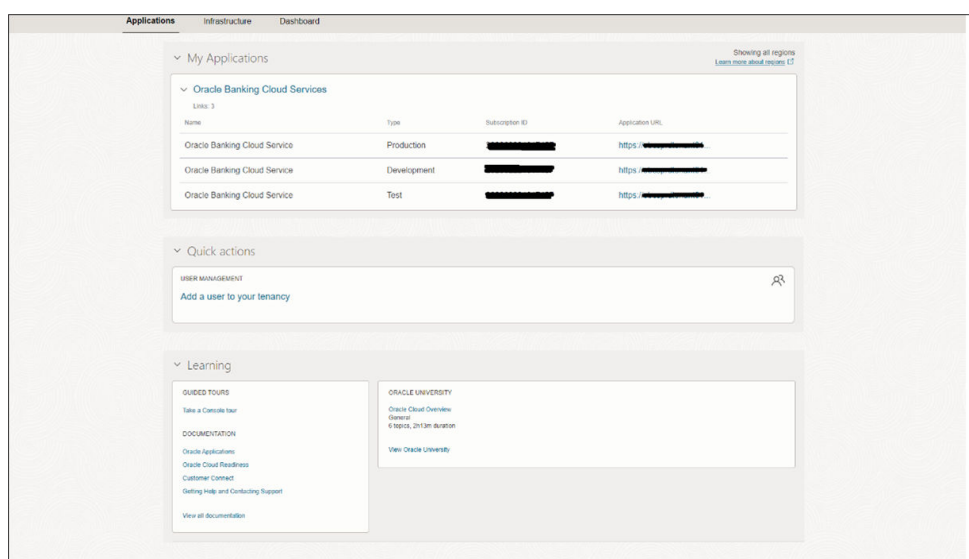 Applications Infrastructure Dashboard
My Applications
Showing all regions
Learn more about regions
Oracle Banking Cloud Services
Links: 3
Name Type Subscription ID Application URL
Oracle Banking Cloud Service Production https:/
Oracle Banking Cloud Service Development https:/
Oracle Banking Cloud Service Test https:/
Quick actions
USER MANAGEMENT
Add a user to your tenancy
Learning
GUIDED TOURS
Take a Console tour
DOCUMENTATION
Oracle Applications
Oracle Cloud Readiness
Customer Connect
Getting Help and Contacting Support
View all documentation
ORACLE UNIVERSITY
Oracle Cloud Overview
General
6 topics, 2h13m duration
View Oracle University